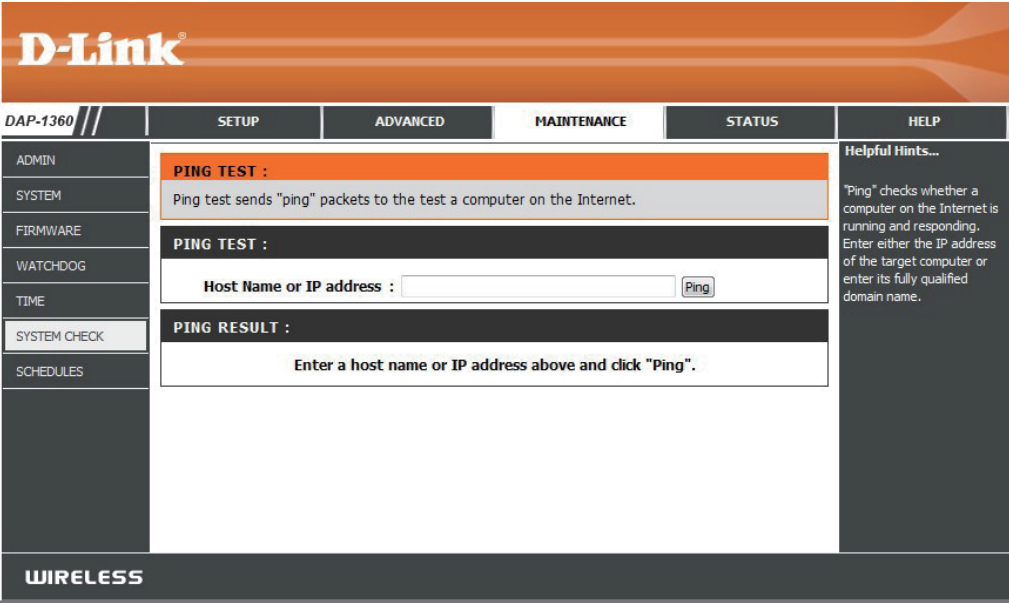 D-Link®
DAP-1360
SETUP
ADVANCED
MAINTENANCE
STATUS
HELP
ADMIN
SYSTEM
FIRMWARE
WATCHDOG
TIME
SYSTEM CHECK
SCHEDULES
PING TEST :
Ping test sends "ping" packets to the test a computer on the Internet.
PING TEST :
Host Name or IP address :
Ping
PING RESULT :
Enter a host name or IP address above and click "Ping".
Helpful Hints...
"Ping" checks whether a
computer on the Internet is
running and responding.
Enter either the IP address
of the target computer or
enter its fully qualified
domain name.
WIRELESS